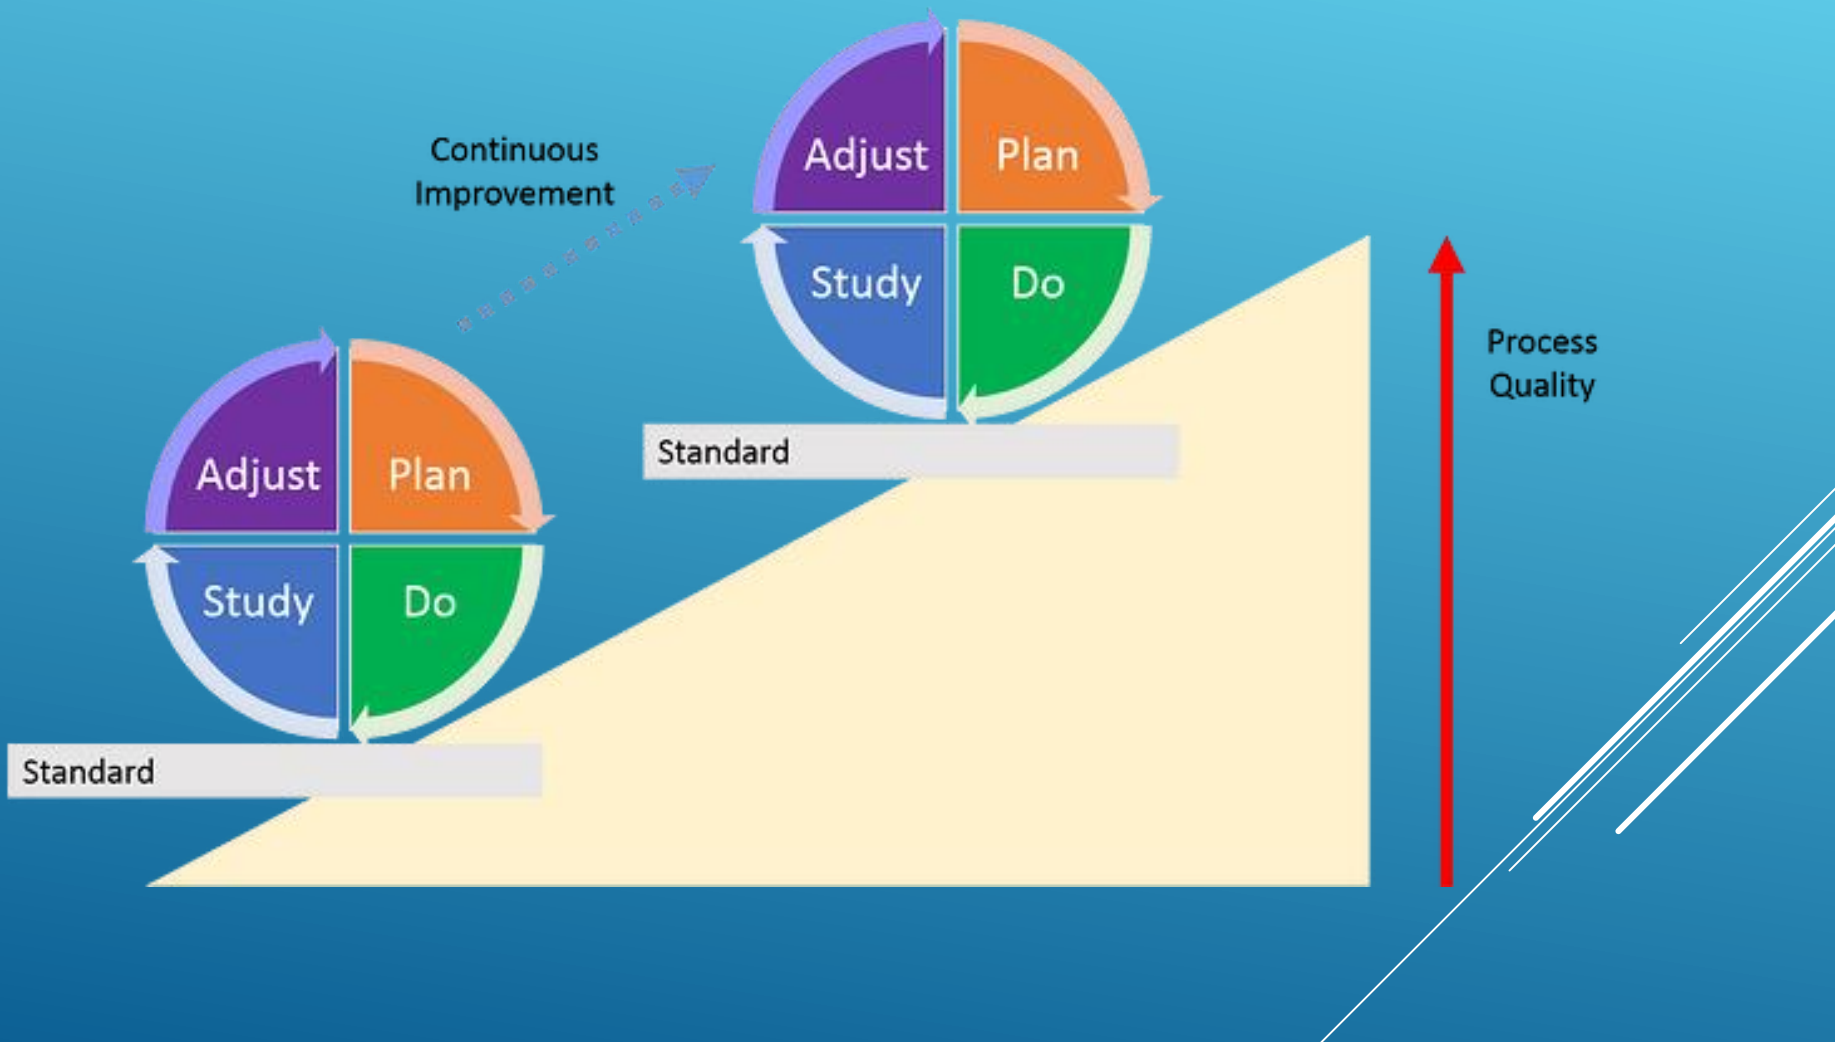 Continuous
Improvement
Adjust
Plan
Study
Do
Standard
Process
Quality
Adjust
Plan
Study
Do
Standard